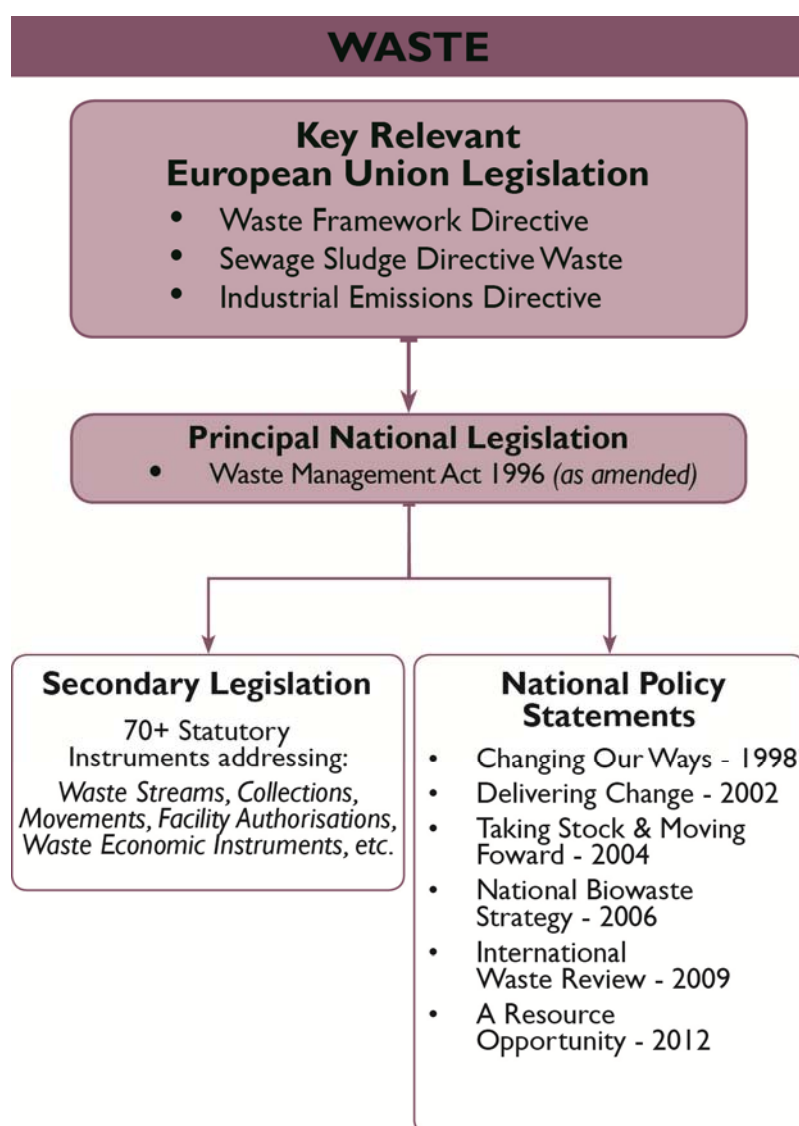 WASTE
Key Relevant
European Union Legislation
• Waste Framework Directive
• Sewage Sludge Directive Waste
• Industrial Emissions Directive
Principal National Legislation
• Waste Management Act 1996 (as amended)
Secondary Legislation
70+ Statutory
Instruments addressing:
Waste Streams, Collections,
Movements, Facility Authorisations,
Waste Economic Instruments, etc.
National Policy
Statements
• Changing Our Ways - 1998
• Delivering Change - 2002
• Taking Stock & Moving
Foward - 2004
• National Biowaste
Strategy - 2006
• International
Waste Review - 2009
• A Resource
Opportunity - 2012